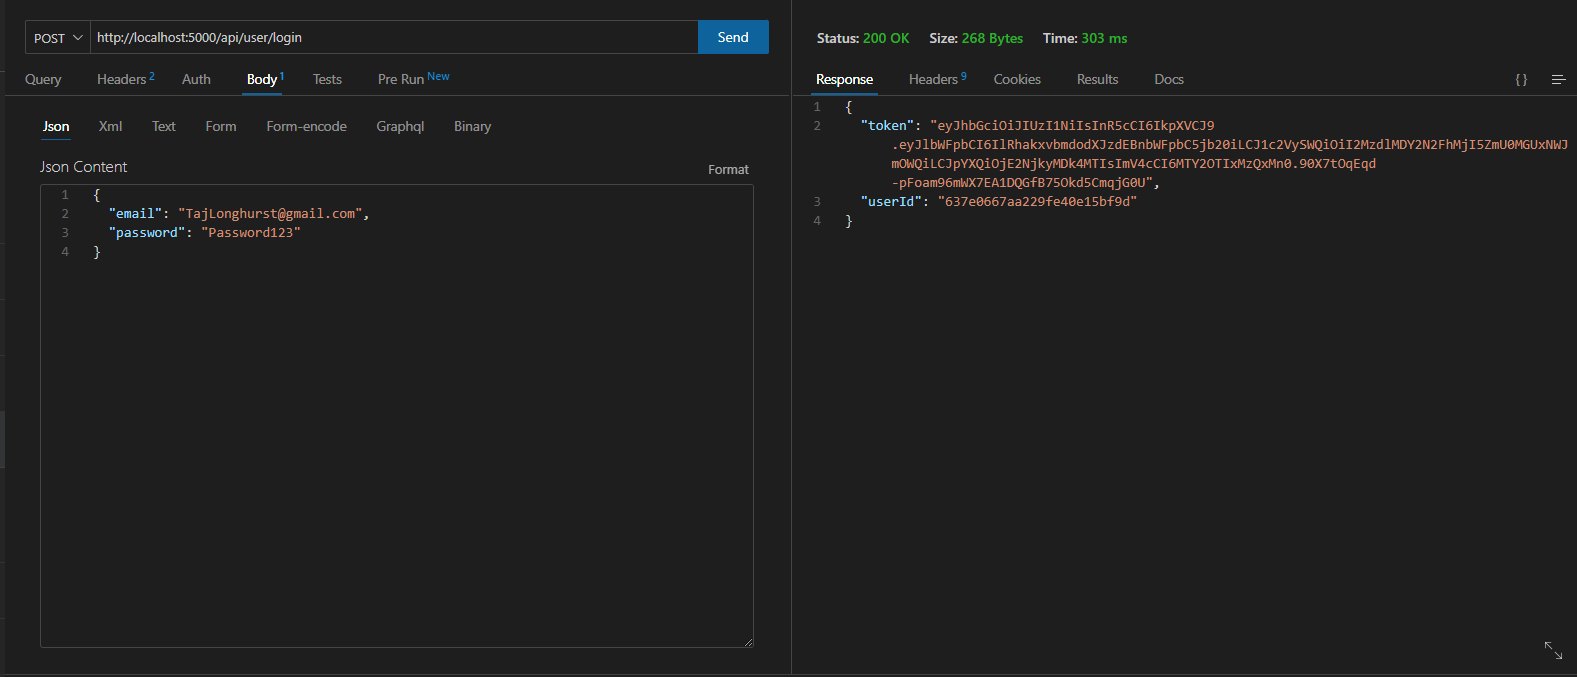 POST http://localhost:5000/api/user/login Send
Query Headers 2 Auth Body 1 Tests Pre Run New
Json Xml Text Form Form-encode Graphql Binary
Json Content Format
1 {
2 "email": "TajLonghurst@gmail.com",
3 "password": "Password123"
4 }
Status: 200 OK Size: 268 Bytes Time: 303 ms
Response Headers 9 Cookies Results Docs {}
1 {
2 "token": "eyJhbGciOiJIUzI1NiIsInR5cCI6IkpXVCJ9
.eyJlbWFpbCI6IlRhakxvbmdodXJzdEBnbWFpbC5jb20iLCJ1c2VySWQiOiI2MzdlMDY2N2FhMjI5ZmU0MGUxNWJ
mOWQiLCJpYXQiOjE2NjkyMDk4MTIsImV4cCI6MTY2OTIxMzQxMn0.90X7tOqEqd
-pFoam96mWX7EA1DQGfB75Okd5CmqjG0U",
3 "userId": "637e0667aa229fe40e15bf9d"
4 }